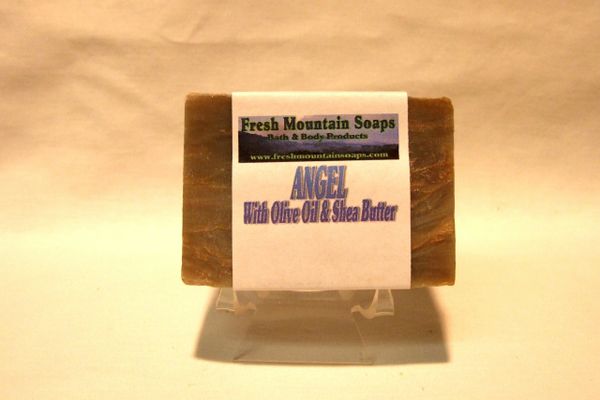 Fresh Mountain Soaps
Bath & Body Products
www.freshmountainsoaps.com
ANGEL
With Olive Oil & Shea Butter